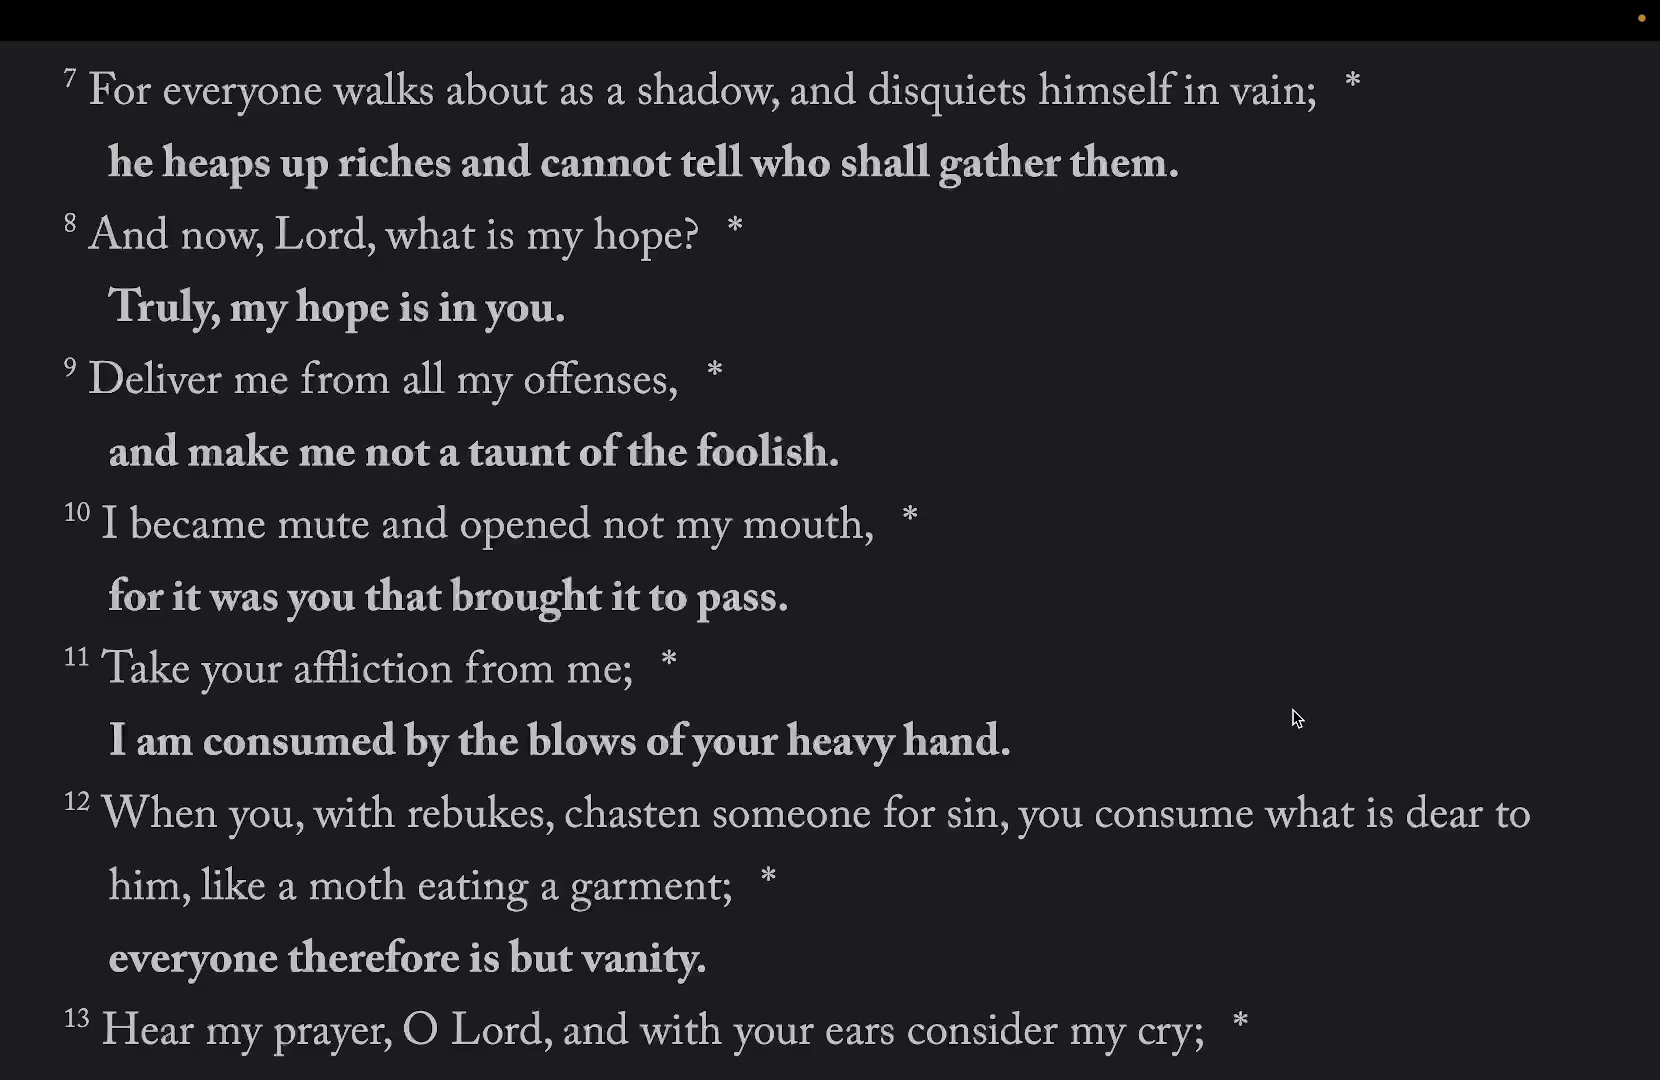 7 For everyone walks about as a shadow, and disquiets himself in vain; *
he heaps up riches and cannot tell who shall gather them.
8 And now, Lord, what is my hope? *
Truly, my hope is in you.
9 Deliver me from all my offenses, *
and make me not a taunt of the foolish.
10 I became mute and opened not my mouth, *
for it was you that brought it to pass.
11 Take your affliction from me; *
I am consumed by the blows of your heavy hand.
12 When you, with rebukes, chasten someone for sin, you consume what is dear to
him, like a moth eating a garment; *
everyone therefore is but vanity.
13 Hear my prayer, O Lord, and with your ears consider my cry; *